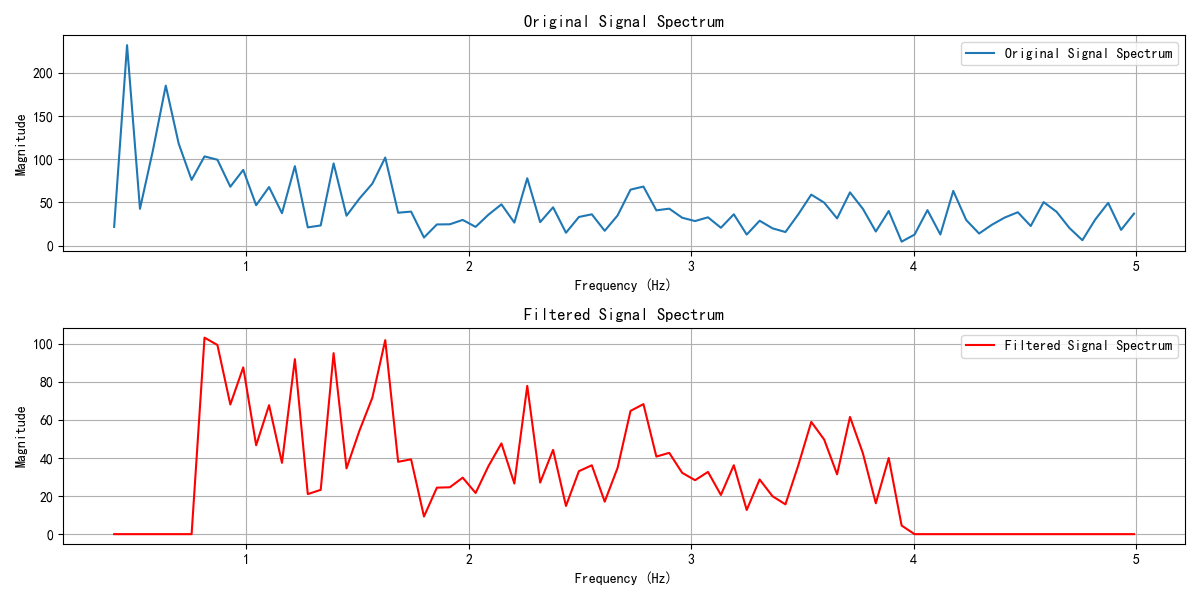 Original Signal Spectrum
Original Signal Spectrum
Magnitude
200
150
100
50
0
1 2 3 4 5
Frequency (Hz)
Filtered Signal Spectrum
Filtered Signal Spectrum
Magnitude
100
80
60
40
20
0
1 2 3 4 5
Frequency (Hz)